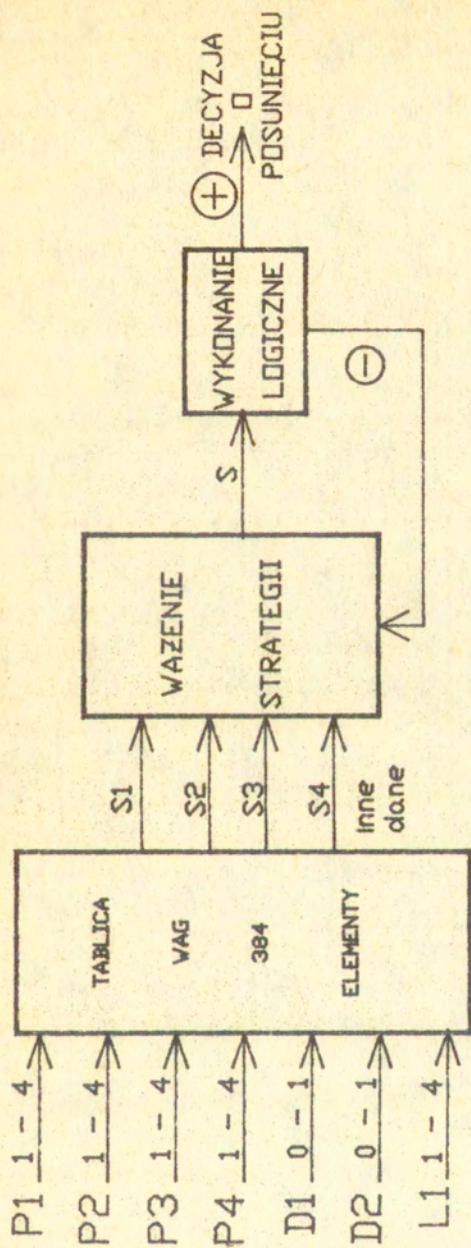 P1 1 - 4
P2 1 - 4
P3 1 - 4
P4 1 - 4
D1 0 - 1
D2 0 - 1
L1 1 - 4
TABLICA
WAG
384
ELEMENTY
S1
S2
S3
S4
inne
dane
WAZENIE
STRATEGII
S
WYKONANIE
LOGICZNE
+
-
DECYZJA
O
POSUNIĘCIU